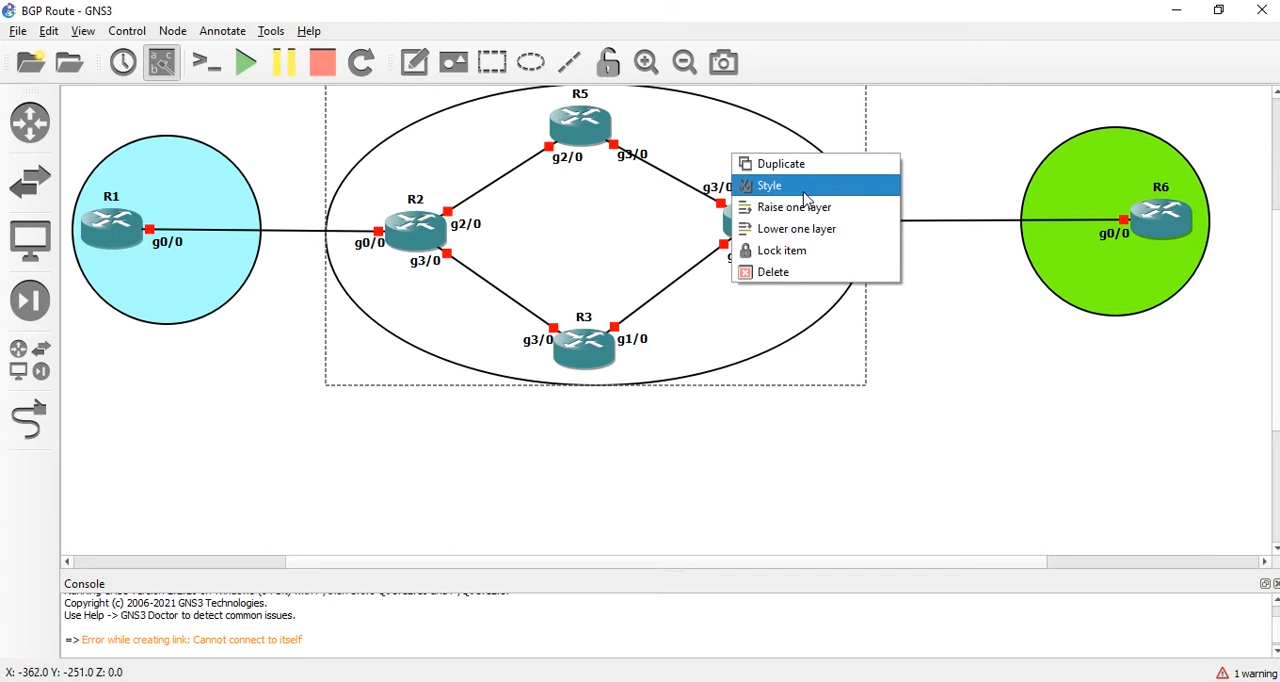 BGP Route - GNS3
File Edit View Control Node Annotate Tools Help
R5
g2/0
g3/0
R1
g0/0
R2
g2/0
g0/0
g3/0
g3/0
Duplicate
Style
Raise one layer
Lower one layer
Lock item
Delete
R6
g0/0
R3
g3/0
g1/0
Console
Copyright (c) 2006-2021 GNS3 Technologies.
Use Help -> GNS3 Doctor to detect common issues.
=> Error while creating link: Cannot connect to itself
X: -362.0 Y: -251.0 Z: 0.0
1 warning